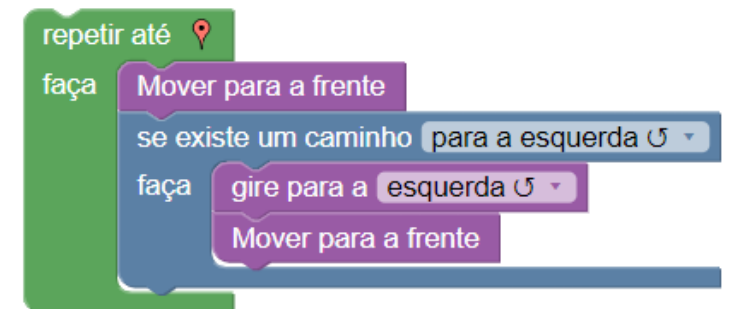 repetir até
faça Mover para a frente
se existe um caminho para a esquerda ↺
faça gire para a esquerda ↺
Mover para a frente